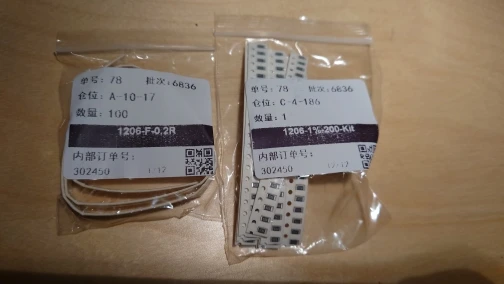 单号: 78 批次: 6836
仓位: A-10-17
数量: 100
1206-F-0.2R
内部订单号:
302450
单号: 78 批次: 6836
仓位: C-4-186
数量: 1
1206-1%-200-Kit
内部订单号:
302450